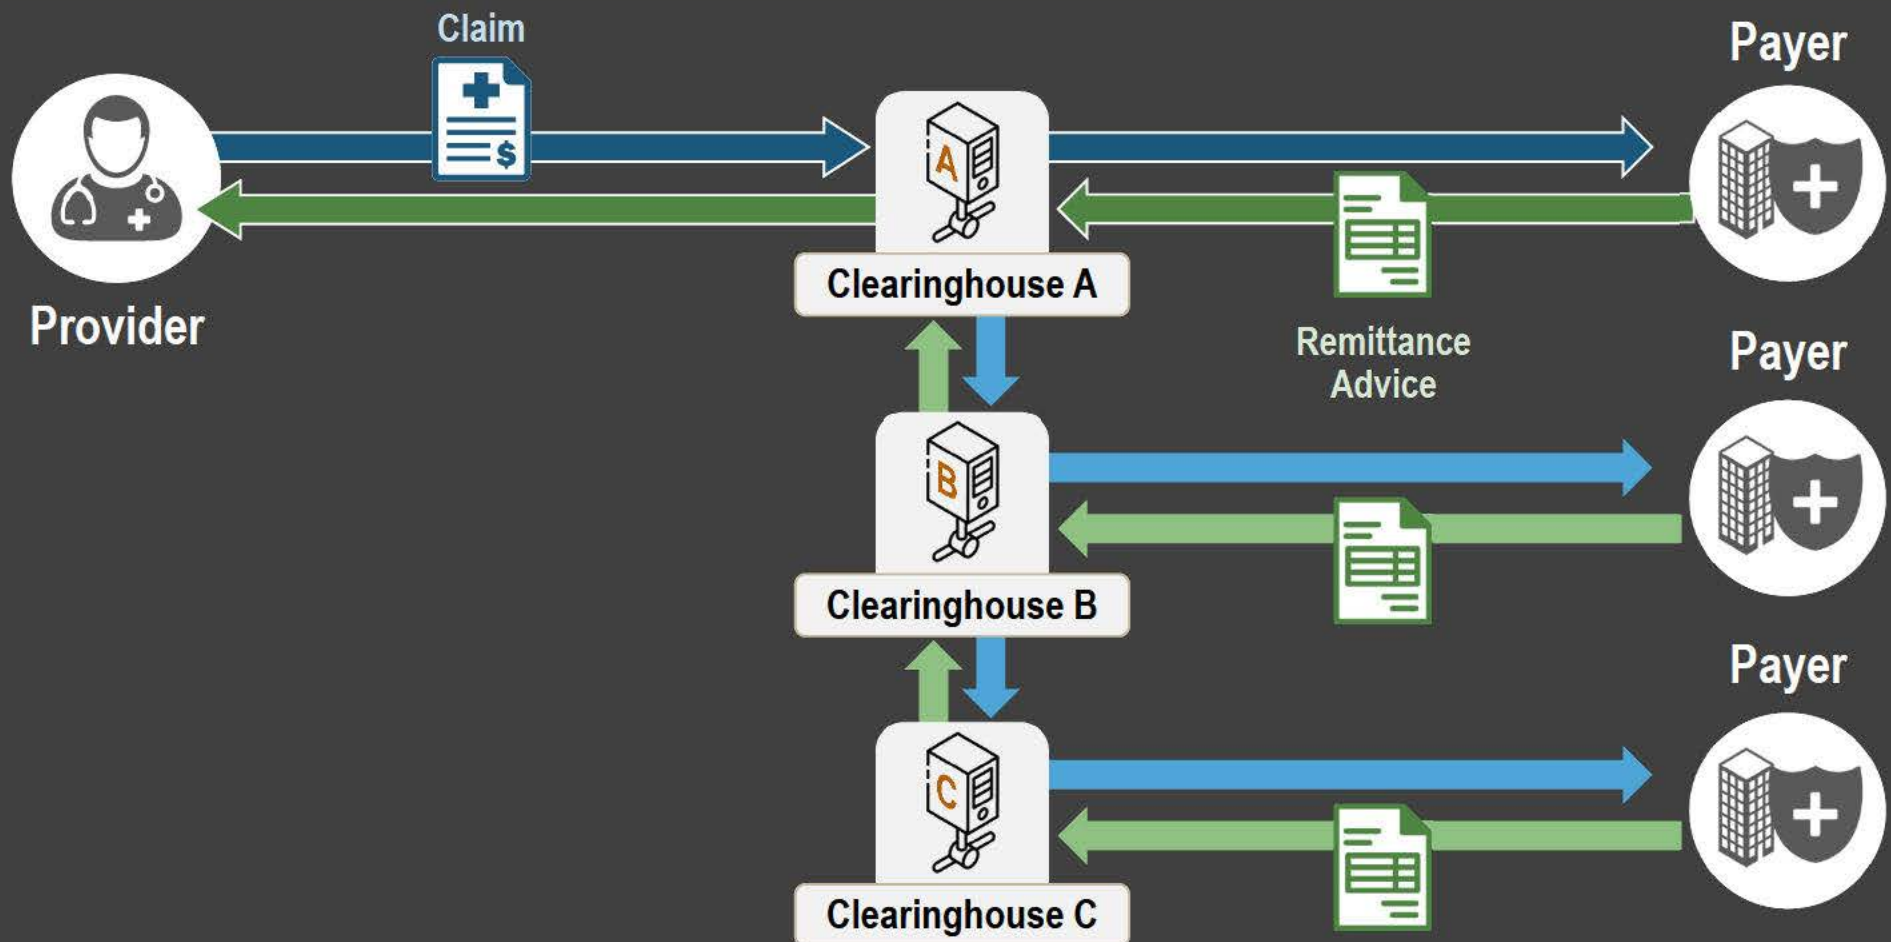 Claim
Payer
$
A
Clearinghouse A
Provider
Remittance
Advice
Payer
B
Clearinghouse B
Payer
C
Clearinghouse C